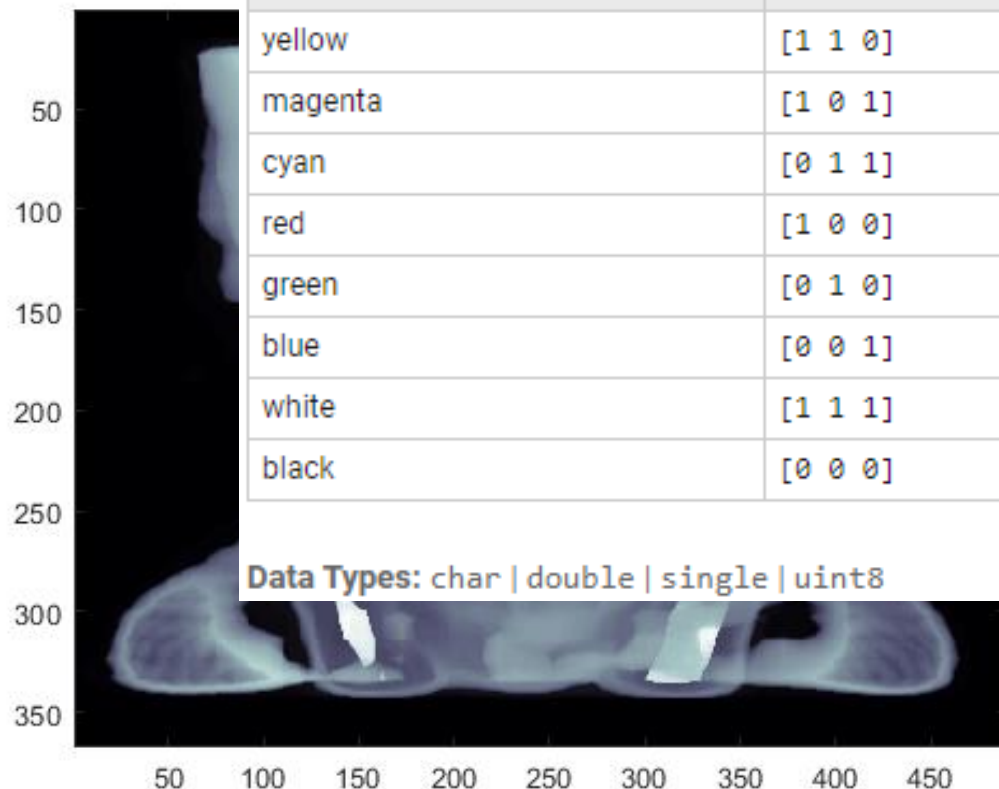 yellow [1 1 0]
magenta [1 0 1]
cyan [0 1 1]
red [1 0 0]
green [0 1 0]
blue [0 0 1]
white [1 1 1]
black [0 0 0]
Data Types: char | double | single | uint8
50
100
150
200
250
300
350
50 100 150 200 250 300 350 400 450